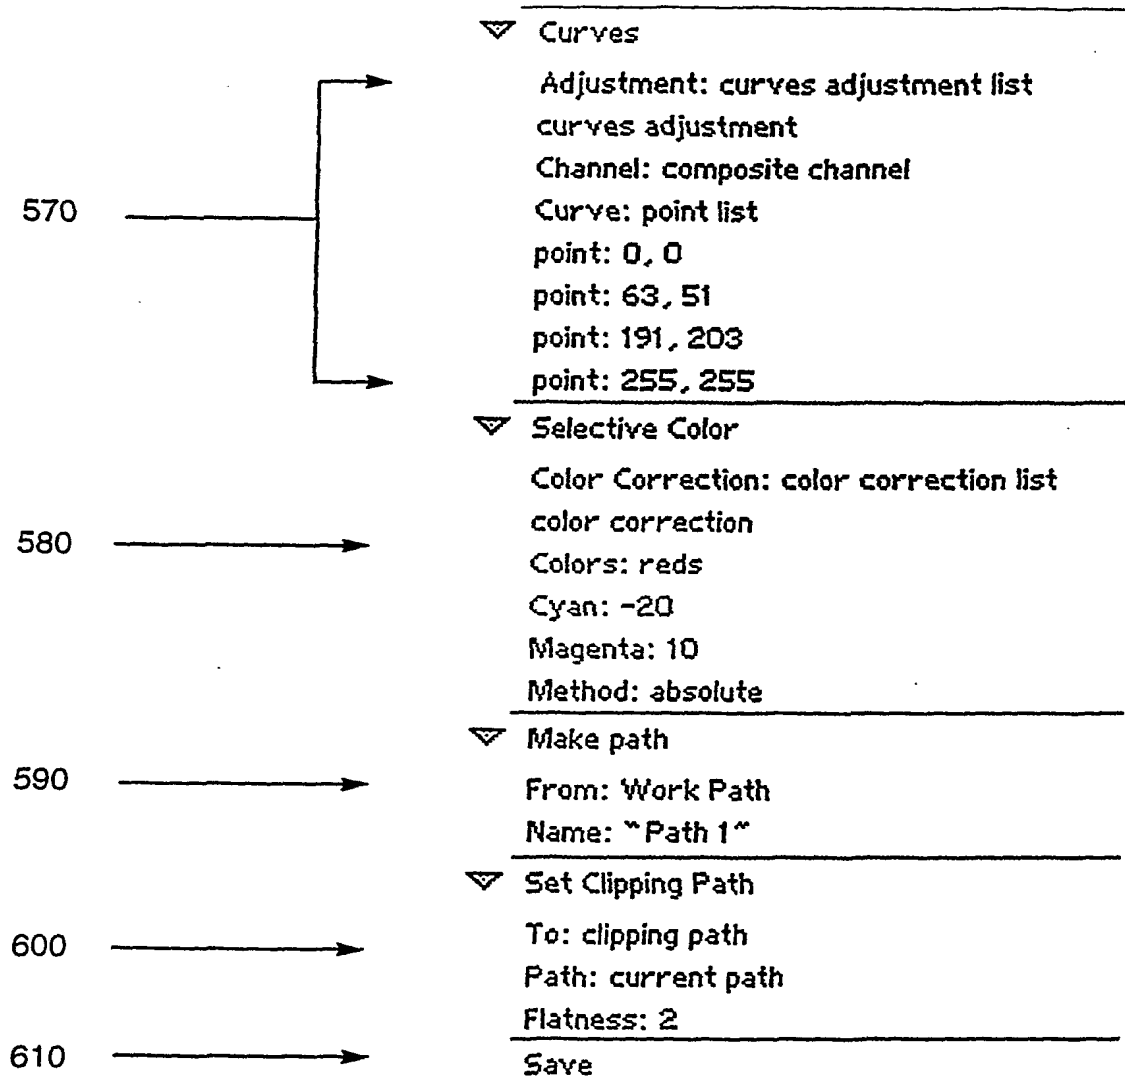 Curves
Adjustment: curves adjustment list
curves adjustment
Channel: composite channel
570
Curve: point list
point: 0, 0
point: 63, 51
point: 191, 203
point: 255, 255
Selective Color
Color Correction: color correction list
color correction
580
Colors: reds
Cyan: -20
Magenta: 10
Method: absolute
Make path
590
From: Work Path
Name: "Path 1"
Set Clipping Path
600
To: clipping path
Path: current path
Flatness: 2
610
Save